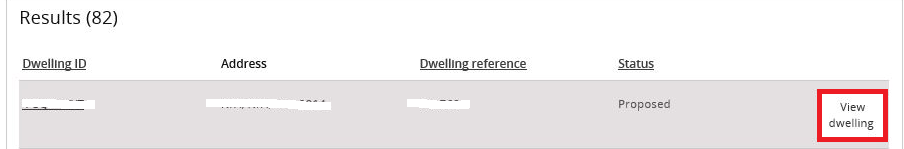 Results (82)
Dwelling ID Address Dwelling reference Status
Proposed
View
dwelling